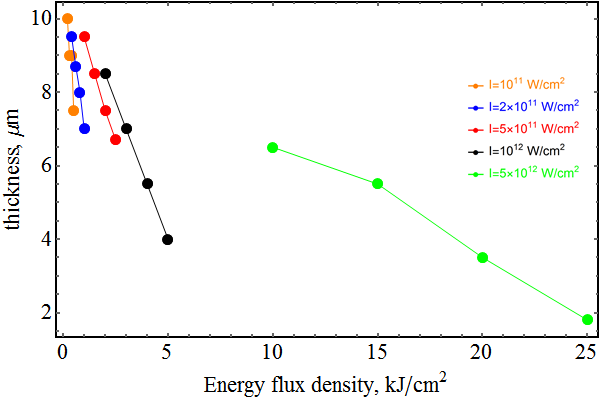 10
8
6
4
2
thickness, μm
I=10¹¹ W/cm²
I=2×10¹¹ W/cm²
I=5×10¹¹ W/cm²
I=10¹² W/cm²
I=5×10¹² W/cm²
0 5 10 15 20 25
Energy flux density, kJ/cm²